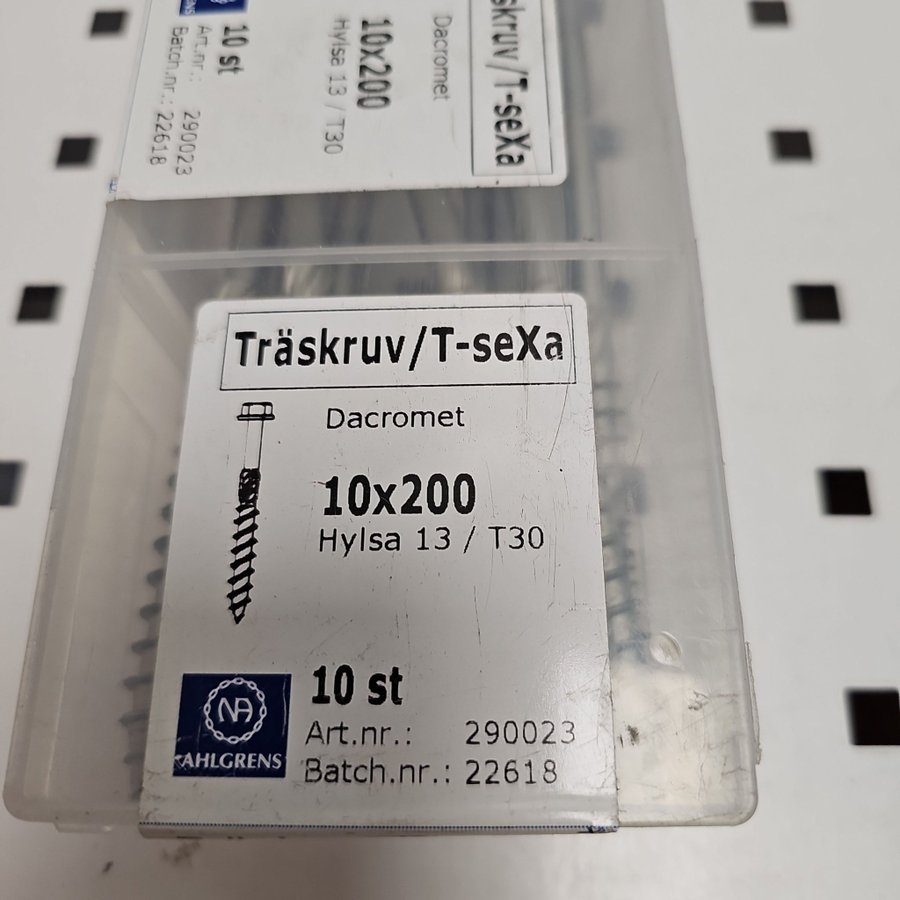 skruv/T-seXa
Dacromet
10x200
Hylsa 13 / T30
10 st
Art.nr.: 290023
Batch.nr.: 22618
Träskruv/T-seXa
Dacromet
10x200
Hylsa 13 / T30
10 st
NA
AHLGRENS
Art.nr.: 290023
Batch.nr.: 22618